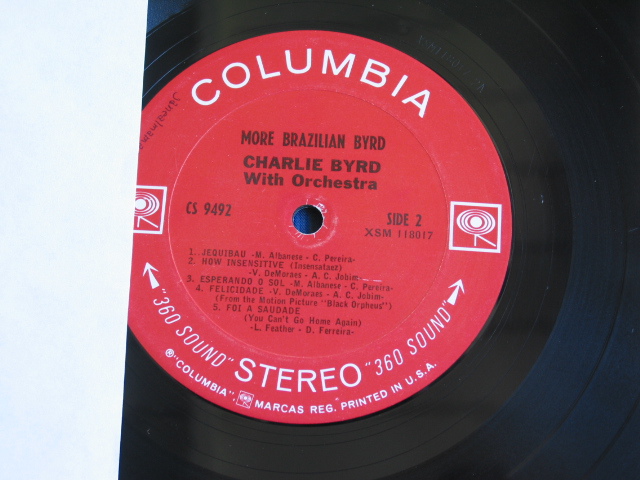 COLUMBIA
MORE BRAZILIAN BYRD
CHARLIE BYRD
With Orchestra
CS 9492
SIDE 2
XSM 118017
1. JEQUIBAU -M. Albanese - C. Pereira-
2. HOW INSENSITIVE (Insensataez)
-V. DeMoraes - A. C. Jobim-
3. ESPERANDO O SOL -M. Albanese - C. Pereira-
4. FELICIDADE -V. DeMoraes - A. C. Jobim-
(From the Motion Picture "Black Orpheus")
5. FOI A SAUDADE
(You Can't Go Home Again)
-L. Feather - D. Ferreira-
"360 SOUND" STEREO "360 SOUND"
® "COLUMBIA", MARCAS REG. PRINTED IN U.S.A.